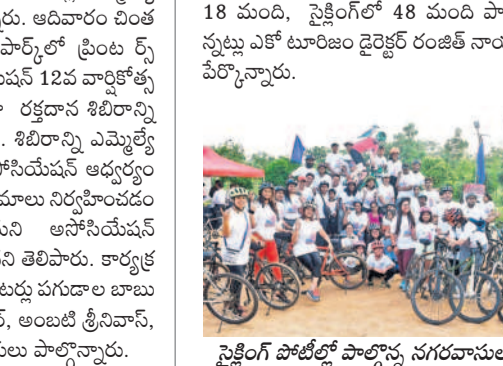 న్నారు. ఆదివారం చింత
పార్క్‌లో ప్రింట ర్స్
షన్ 12వ వార్షికోత్స
రక్తదాన శిబిరాన్ని
. శిబిరాన్ని ఎమ్మెల్యే
సోసియేషన్ ఆధ్వర్యం
మాలు నిర్వహించడం
అసోసియేషన్
ని తెలిపారు. కార్యక్ర
టర్లు పగుడాల బాబు
్, అంబటి శ్రీనివాస్,
లు పాల్గొన్నారు.
18 మంది, సైక్లింగ్‌లో 48 మంది పా
న్నట్లు ఎకో టూరిజం డైరెక్టర్ రంజిత్ నాయ
పేర్కొన్నారు.
సైక్లింగ్ పోటీల్లో పాల్గొన్న నగరవాసుల